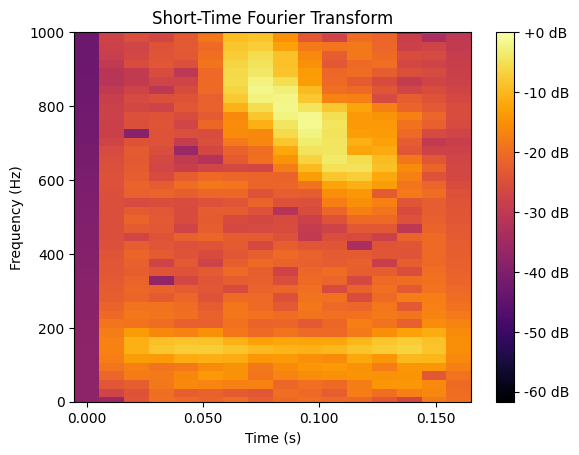 Short-Time Fourier Transform
Frequency (Hz)
1000
800
600
400
200
0
0.000
0.050
0.100
0.150
Time (s)
+0 dB
-10 dB
-20 dB
-30 dB
-40 dB
-50 dB
-60 dB